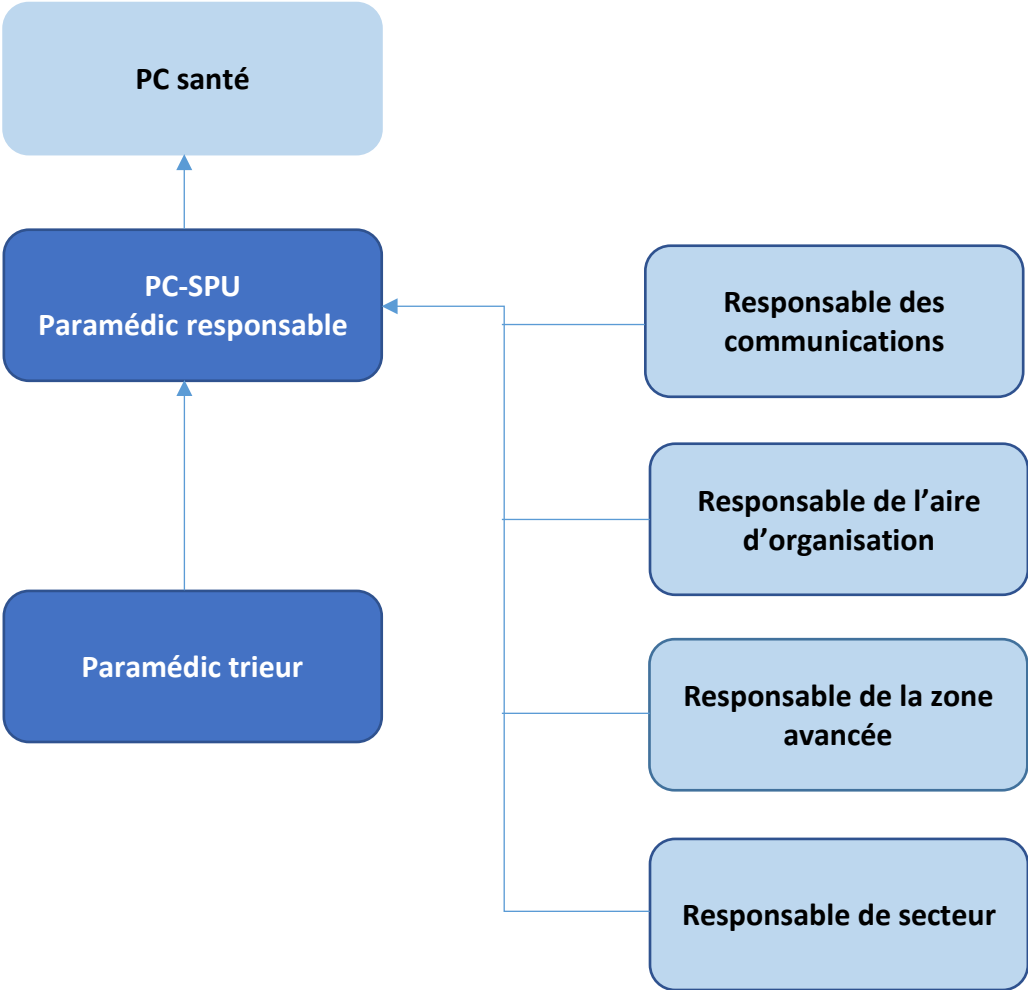 PC santé
PC-SPU
Paramédic responsable
Responsable des
communications
Responsable de l’aire
d’organisation
Paramédic trieur
Responsable de la zone
avancée
Responsable de secteur